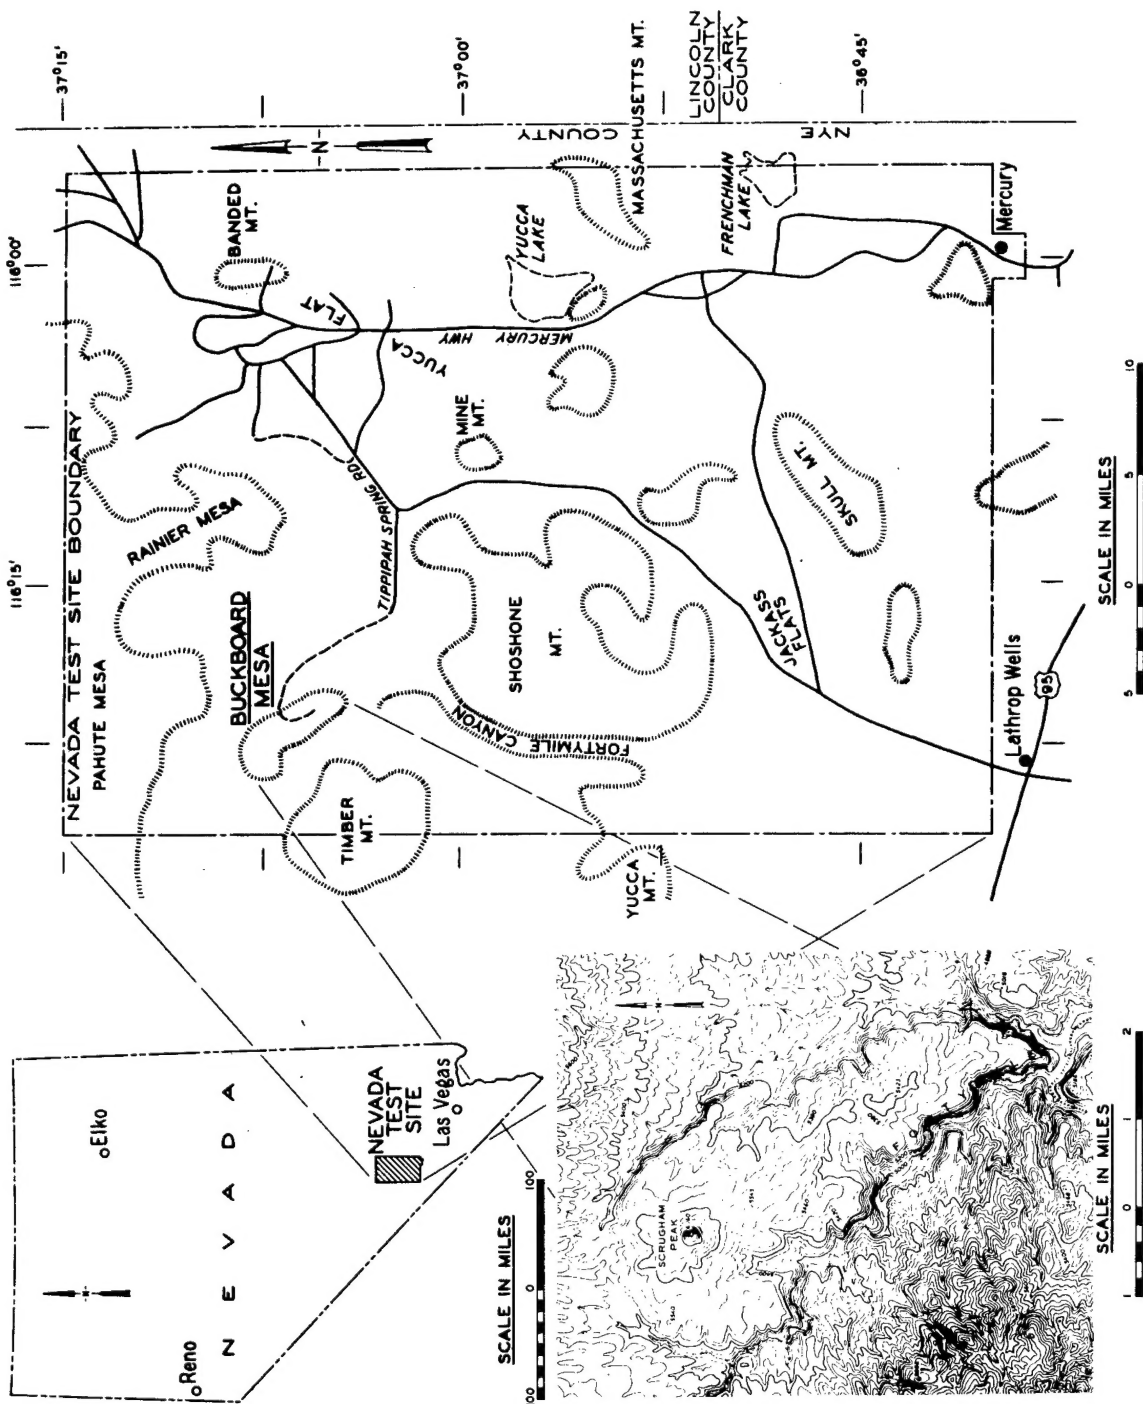 NEVADA
Reno
Elko
NEVADA
TEST
SITE
Las Vegas
N
SCALE IN MILES
0
100
NEVADA TEST SITE BOUNDARY
116°15'
116°00'
37°15'
37°00'
36°45'
PAHUTE MESA
RAINIER MESA
BANDED
MT.
N
BUCKBOARD
MESA
TIPPIPAH SPRING RD.
YUCCA
FLAT
TIMBER
MT.
MINE
MT.
MERCURY HWY
YUCCA
LAKE
SHOSHONE
MT.
FORTYMILE
CANYON
YUCCA
MT.
MASSACHUSETTS MT.
NYE COUNTY
LINCOLN
COUNTY
CLARK
COUNTY
FRENCHMAN
LAKE
JACKASS
FLATS
SKULL MT.
Mercury
Lathrop Wells
95
SCALE IN MILES
5
0
5
10
SCRUGHAM
PEAK
N
SCALE IN MILES
1
0
1
2